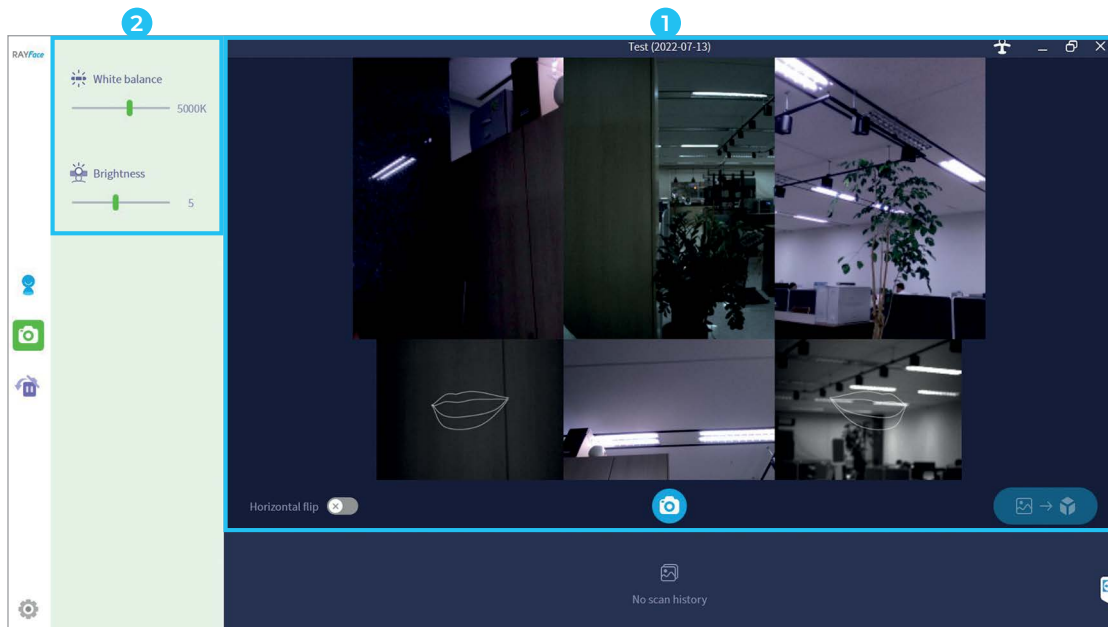 2
1
RAYFace
Test (2022-07-13)
White balance
5000K
Brightness
5
Horizontal flip
No scan history